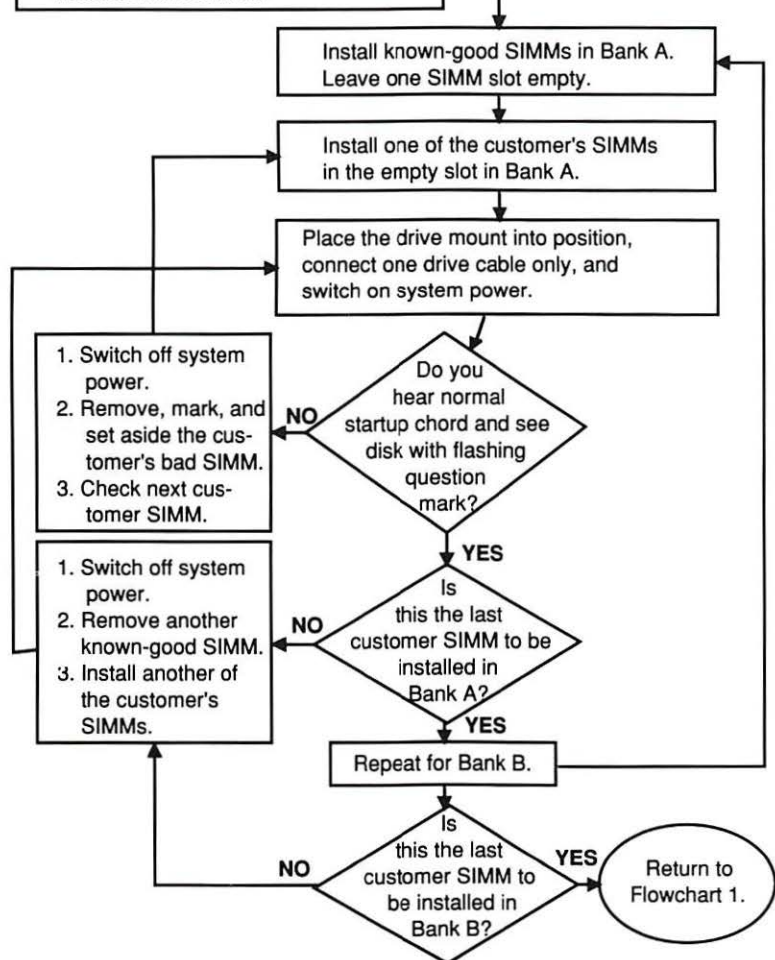 Install known-good SIMMs in Bank A.
Leave one SIMM slot empty.
Install one of the customer's SIMMs
in the empty slot in Bank A.
Place the drive mount into position,
connect one drive cable only, and
switch on system power.
Do you
hear normal
startup chord and see
disk with flashing
question
mark?
NO
1. Switch off system
power.
2. Remove, mark, and
set aside the cus-
tomer's bad SIMM.
3. Check next cus-
tomer SIMM.
YES
Is
this the last
customer SIMM to be
installed in
Bank A?
NO
1. Switch off system
power.
2. Remove another
known-good SIMM.
3. Install another of
the customer's
SIMMs.
YES
Repeat for Bank B.
Is
this the last
customer SIMM to
be installed in
Bank B?
NO
YES
Return to
Flowchart 1.